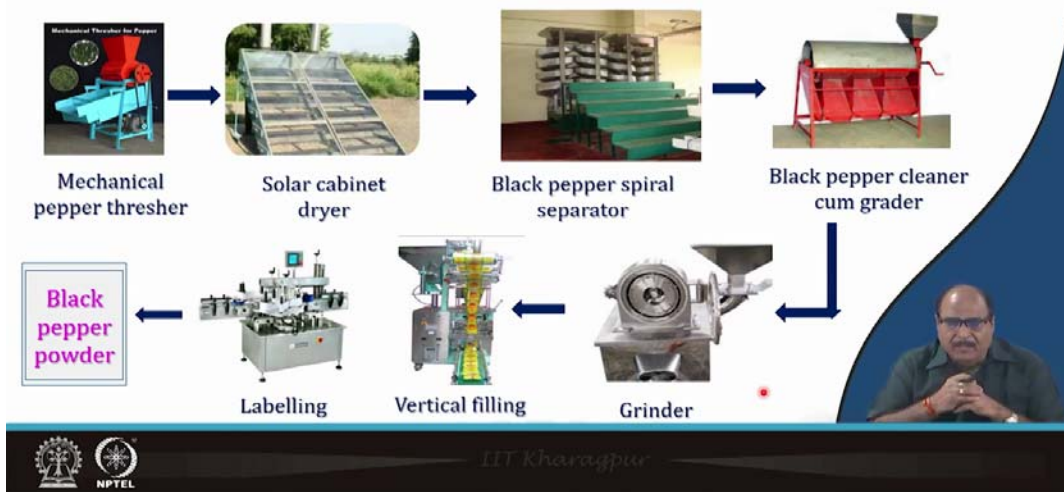 Mechanical Thresher for Pepper
Mechanical
pepper thresher
Solar cabinet
dryer
Black pepper spiral
separator
Black pepper cleaner
cum grader
Black
pepper
powder
Labelling
Vertical filling
Grinder
NPTEL
IIT Kharagpur